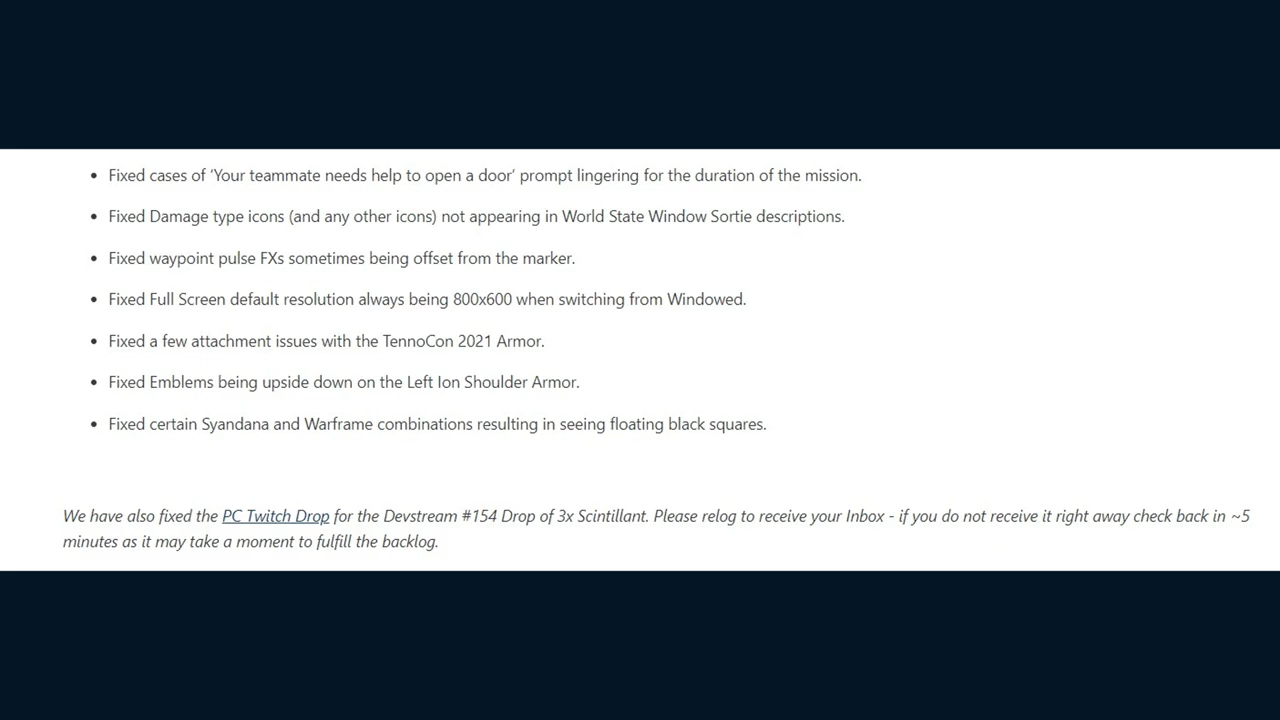 • Fixed cases of ‘Your teammate needs help to open a door’ prompt lingering for the duration of the mission.
• Fixed Damage type icons (and any other icons) not appearing in World State Window Sortie descriptions.
• Fixed waypoint pulse FXs sometimes being offset from the marker.
• Fixed Full Screen default resolution always being 800x600 when switching from Windowed.
• Fixed a few attachment issues with the TennoCon 2021 Armor.
• Fixed Emblems being upside down on the Left Ion Shoulder Armor.
• Fixed certain Syandana and Warframe combinations resulting in seeing floating black squares.
We have also fixed the PC Twitch Drop for the Devstream #154 Drop of 3x Scintillant. Please relog to receive your Inbox - if you do not receive it right away check back in ~5
minutes as it may take a moment to fulfill the backlog.